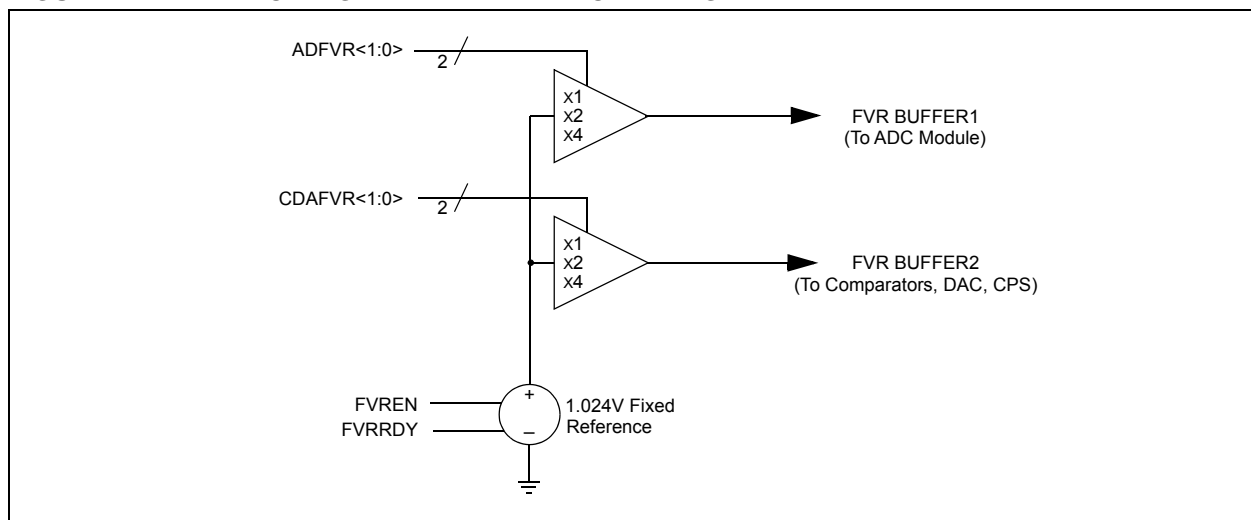 ADFVR<1:0>
2
X1
X2
X4
FVR BUFFER1
(To ADC Module)
CDAFVR<1:0>
2
X1
X2
X4
FVR BUFFER2
(To Comparators, DAC, CPS)
FVREN
FVRRDY
+
_
1.024V Fixed
Reference